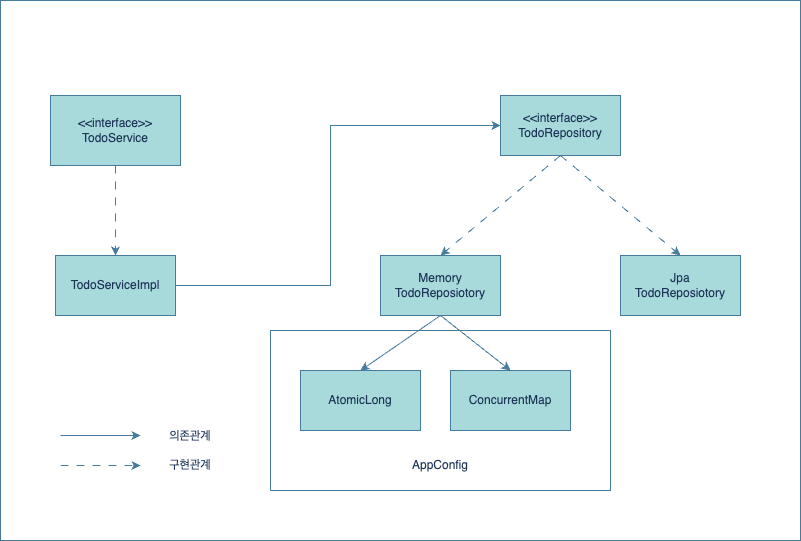 <<interface>>
TodoService
<<interface>>
TodoRepository
TodoServiceImpl
Memory
TodoReposiotory
Jpa
TodoReposiotory
AtomicLong
ConcurrentMap
AppConfig
의존관계
구현관계